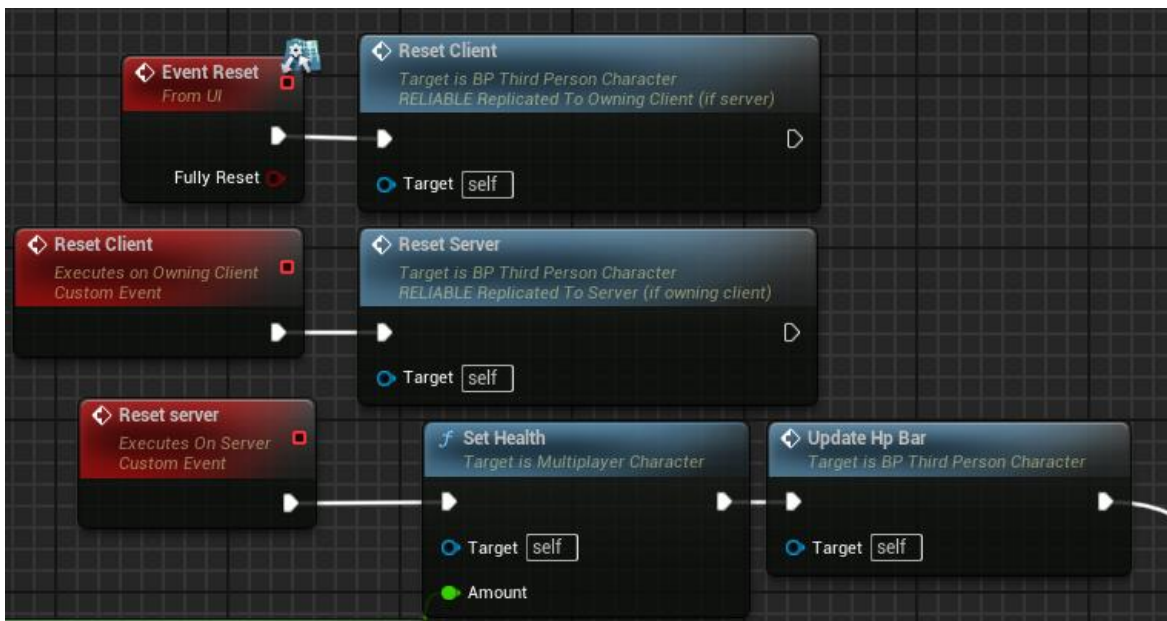 Event Reset
From UI
Fully Reset
Reset Client
Target is BP Third Person Character
RELIABLE Replicated To Owning Client (if server)
Target self
Reset Client
Executes on Owning Client
Custom Event
Reset Server
Target is BP Third Person Character
RELIABLE Replicated To Server (if owning client)
Target self
Reset server
Executes On Server
Custom Event
f Set Health
Target is Multiplayer Character
Target self
Amount
Update Hp Bar
Target is BP Third Person Character
Target self